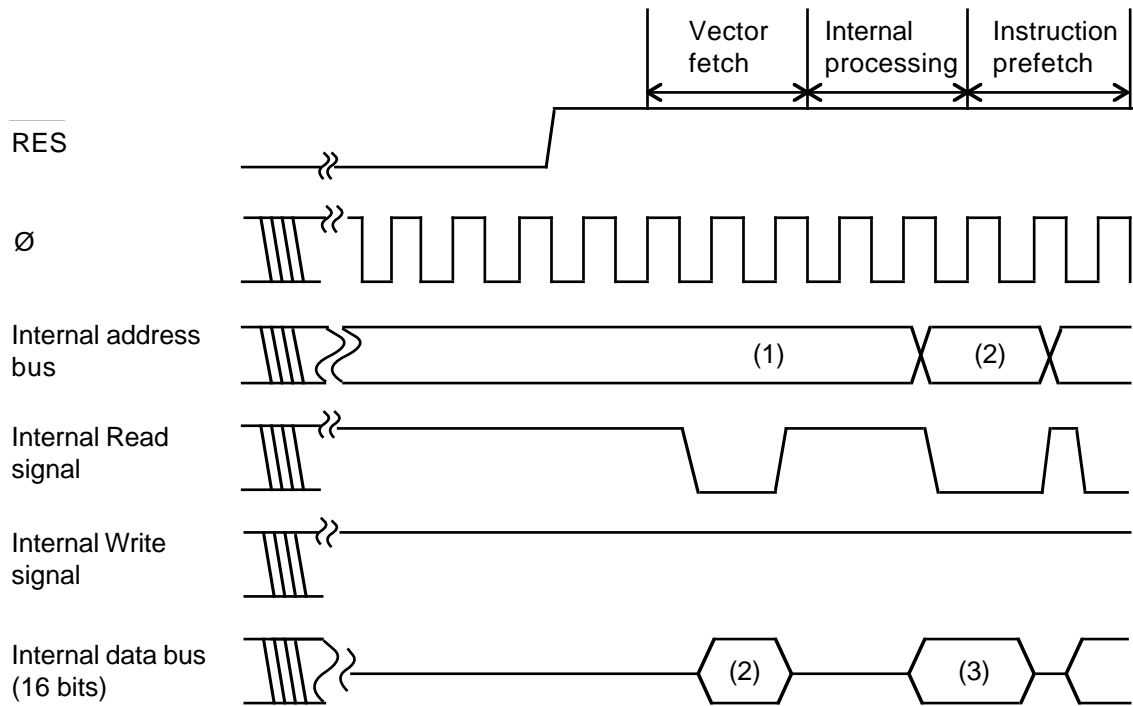 Vector
fetch
Internal
processing
Instruction
prefetch
RES
Ø
Internal address
bus
(1)
(2)
Internal Read
signal
Internal Write
signal
Internal data bus
(16 bits)
(2)
(3)